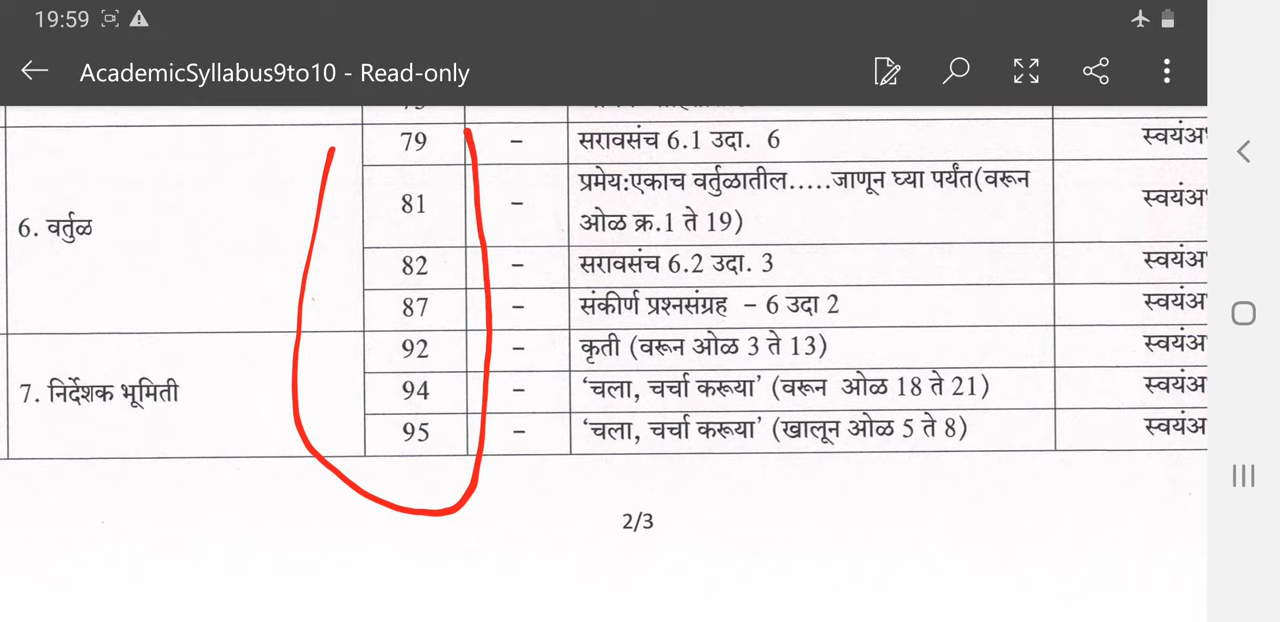 19:59
AcademicSyllabus9to10 - Read-only
79 - सरावसंच 6.1 उदा. 6
6. वर्तुळ
81 - प्रमेय:एकाच वर्तुळातील.....जाणून घ्या पर्यंत(वरून
ओळ क्र.1 ते 19)
82 - सरावसंच 6.2 उदा. 3
87 - संकीर्ण प्रश्नसंग्रह - 6 उदा 2
7. निर्देशक भूमिती
92 - कृती (वरून ओळ 3 ते 13)
94 - ‘चला, चर्चा करूया’ (वरून ओळ 18 ते 21)
95 - ‘चला, चर्चा करूया’ (खालून ओळ 5 ते 8)
2/3